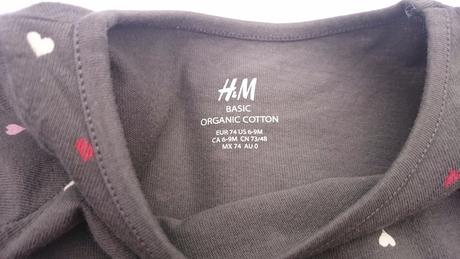 H&M
BASIC
ORGANIC COTTON
EUR 74 US 6-9M
CA 6-9M CN 73/48
MX 74 AU 0